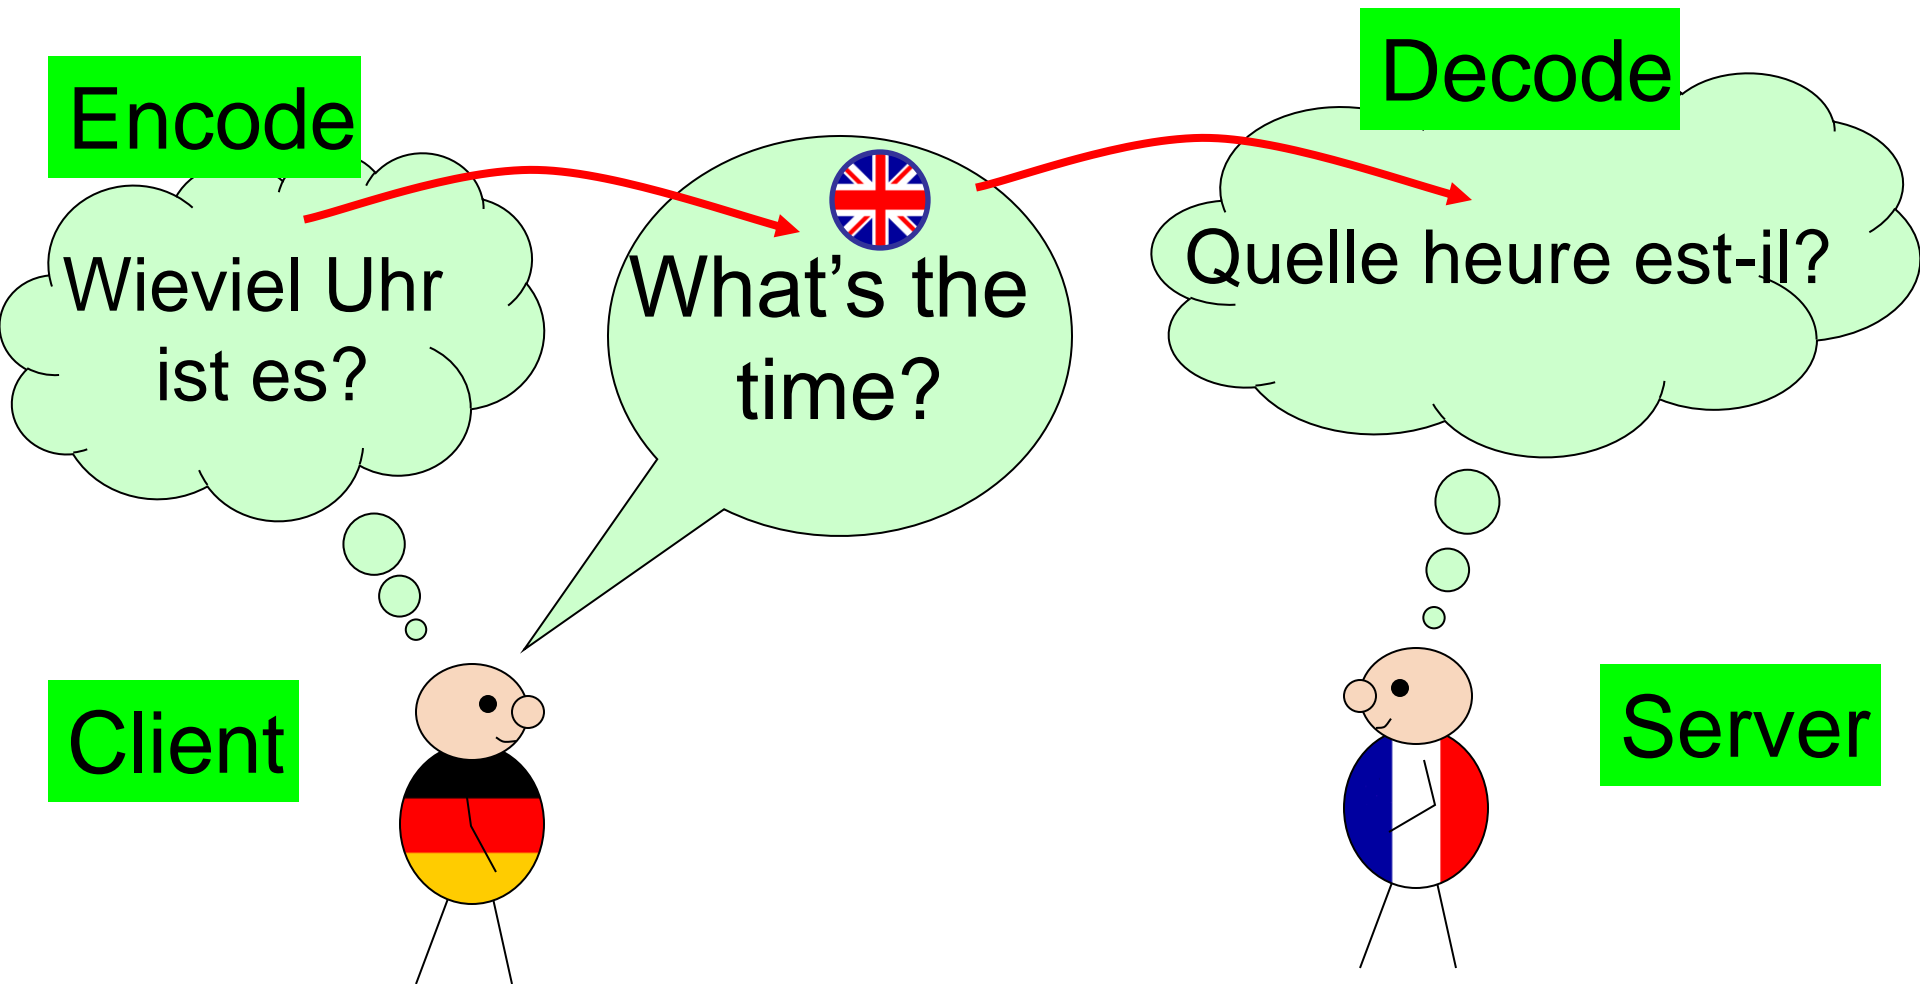 Encode
Decode
Wieviel Uhr
ist es?
What’s the
time?
Quelle heure est-il?
Client
Server